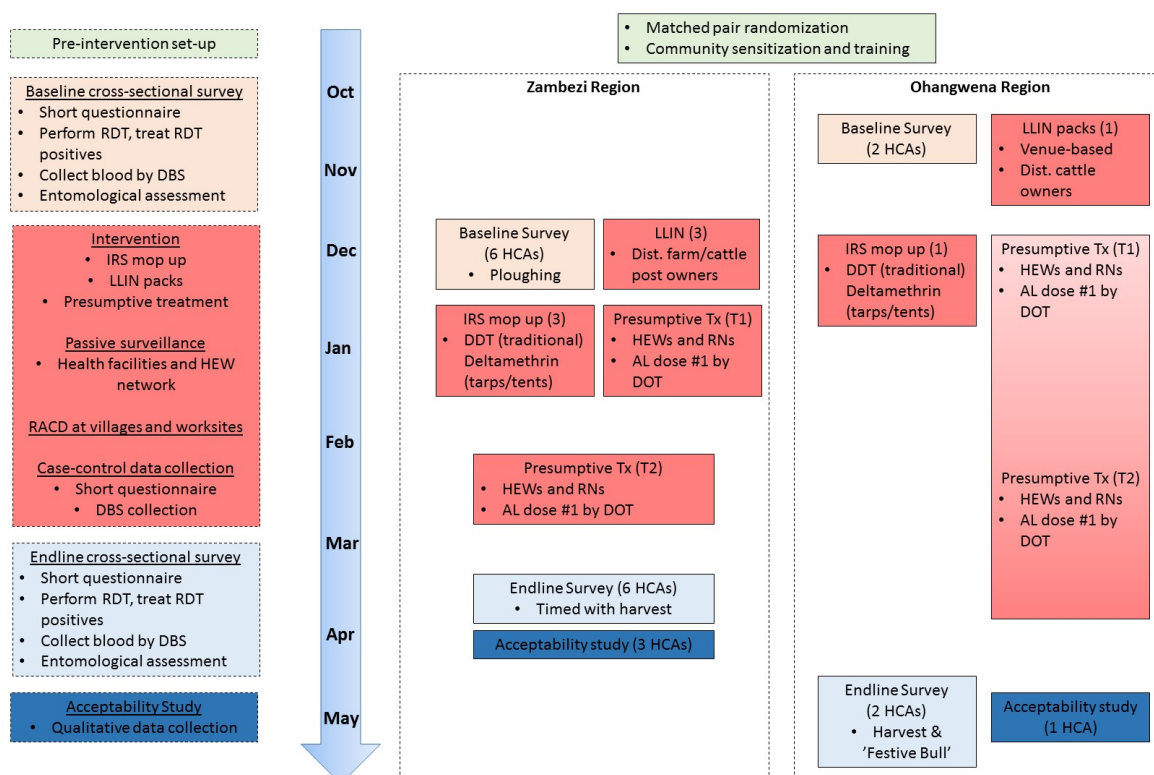 Pre-intervention set-up
Baseline cross-sectional survey
• Short questionnaire
• Perform RDT, treat RDT
positives
• Collect blood by DBS
• Entomological assessment
Intervention
• IRS mop up
• LLIN packs
• Presumptive treatment
Passive surveillance
• Health facilities and HEW
network
RACD at villages and worksites
Case-control data collection
• Short questionnaire
• DBS collection
Endline cross-sectional survey
• Short questionnaire
• Perform RDT, treat RDT
positives
• Collect blood by DBS
• Entomological assessment
Acceptability Study
• Qualitative data collection
Oct
Nov
Dec
Jan
Feb
Mar
Apr
May
• Matched pair randomization
• Community sensitization and training
Zambezi Region
Baseline Survey
(6 HCAs)
• Ploughing
LLIN (3)
• Dist. farm/cattle
post owners
IRS mop up (3)
• DDT (traditional)
Deltamethrin
(tarps/tents)
Presumptive Tx (T1)
• HEWs and RNs
• AL dose #1 by
DOT
Presumptive Tx (T2)
• HEWs and RNs
• AL dose #1 by DOT
Endline Survey (6 HCAs)
• Timed with harvest
Acceptability study (3 HCAs)
Ohangwena Region
Baseline Survey
(2 HCAs)
LLIN packs (1)
• Venue-based
• Dist. cattle
owners
IRS mop up (1)
• DDT (traditional)
Deltamethrin
(tarps/tents)
Presumptive Tx (T1)
• HEWs and RNs
• AL dose #1 by
DOT
Presumptive Tx (T2)
• HEWs and RNs
• AL dose #1 by
DOT
Endline Survey
(2 HCAs)
• Harvest &
'Festive Bull'
Acceptability study
(1 HCA)